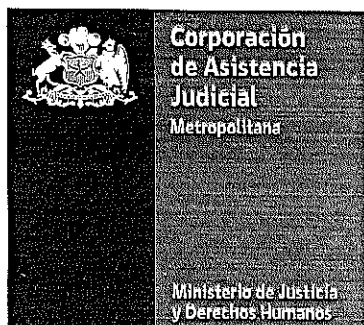 Corporación
de Asistencia
Judicial
Metropolitana
Ministerio de Justicia
y Derechos Humanos